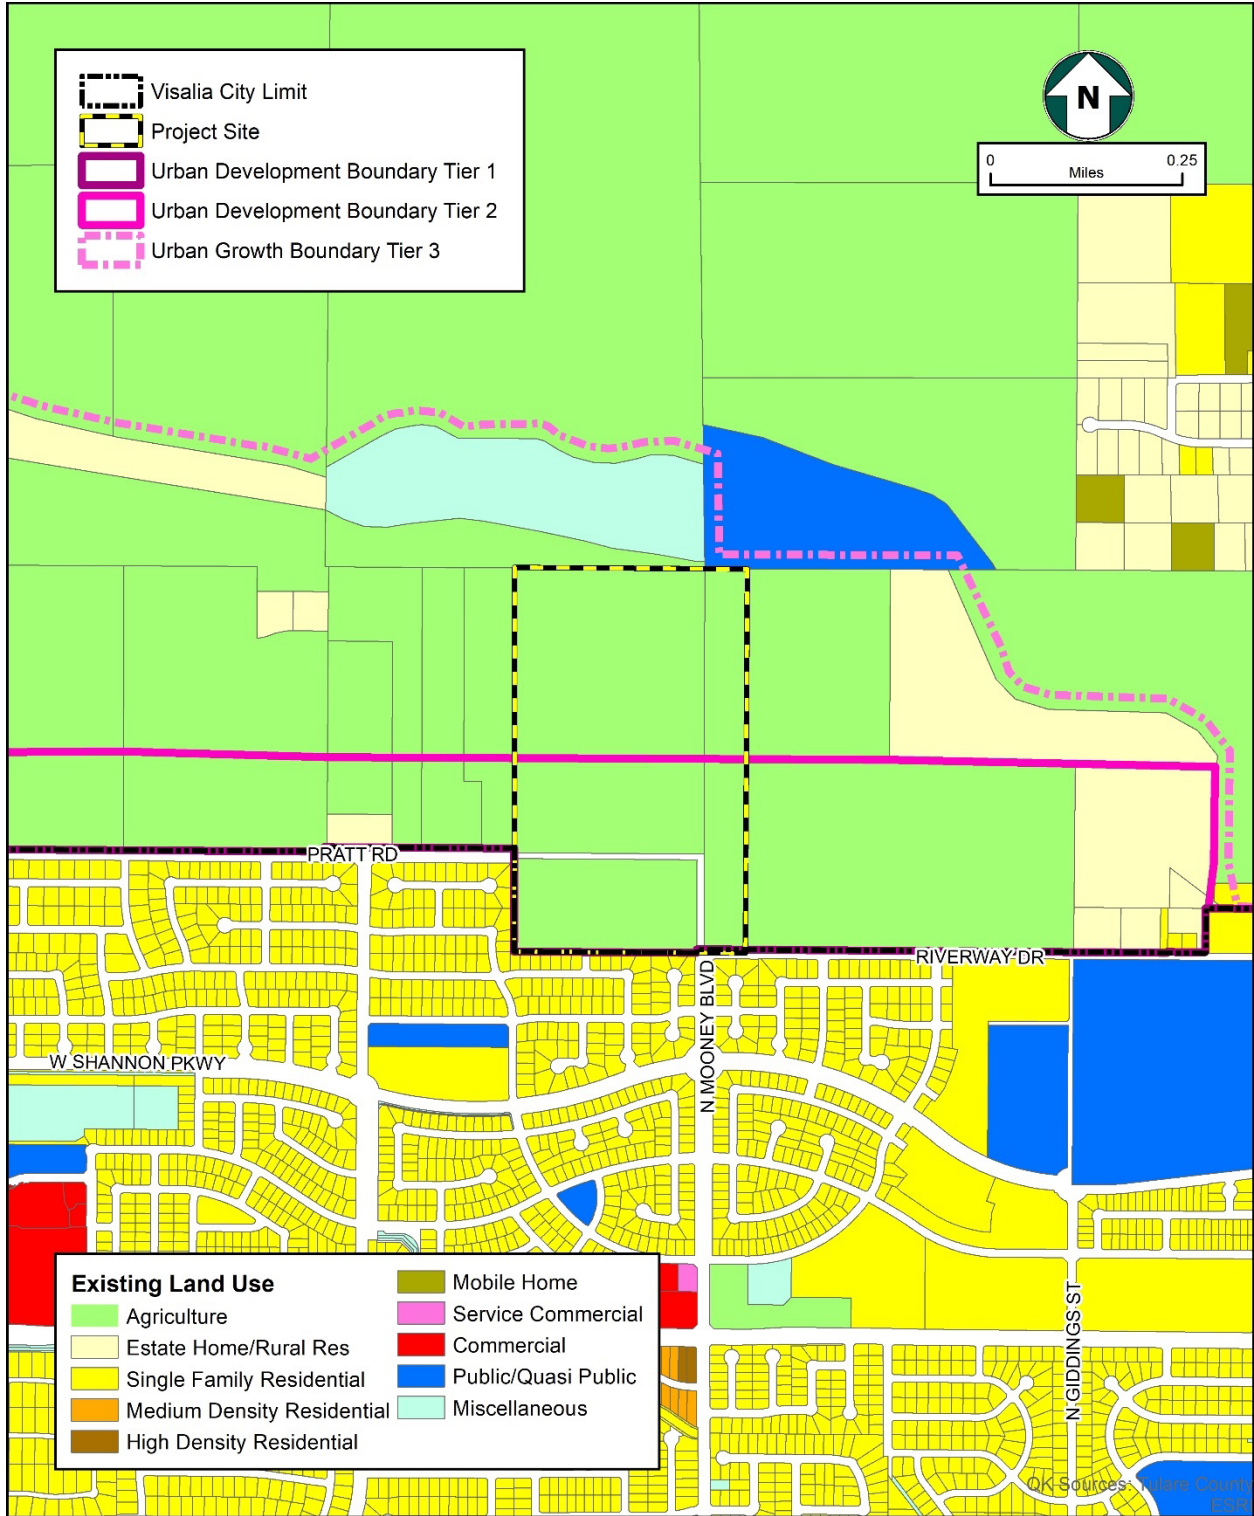 Visalia City Limit
Project Site
Urban Development Boundary Tier 1
Urban Development Boundary Tier 2
Urban Growth Boundary Tier 3
N
0 0.25
Miles
PRATT RD
RIVERWAY DR
W SHANNON PKWY
N MOONEY BLVD
N GIDDINGS ST
Existing Land Use
Agriculture
Estate Home/Rural Res
Single Family Residential
Medium Density Residential
High Density Residential
Mobile Home
Service Commercial
Commercial
Public/Quasi Public
Miscellaneous
QK Sources: Tulare County
ESRI